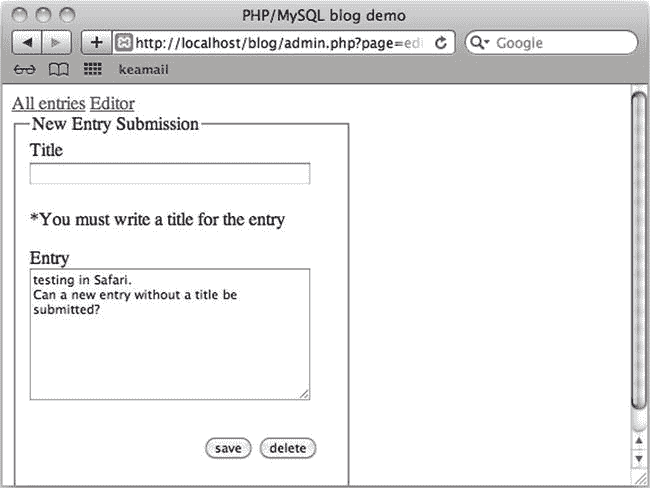 PHP/MySQL blog demo
http://localhost/blog/admin.php?page=edi
Google
keamail
All entries Editor
New Entry Submission
Title
*You must write a title for the entry
Entry
testing in Safari.
Can a new entry without a title be
submitted?
save delete